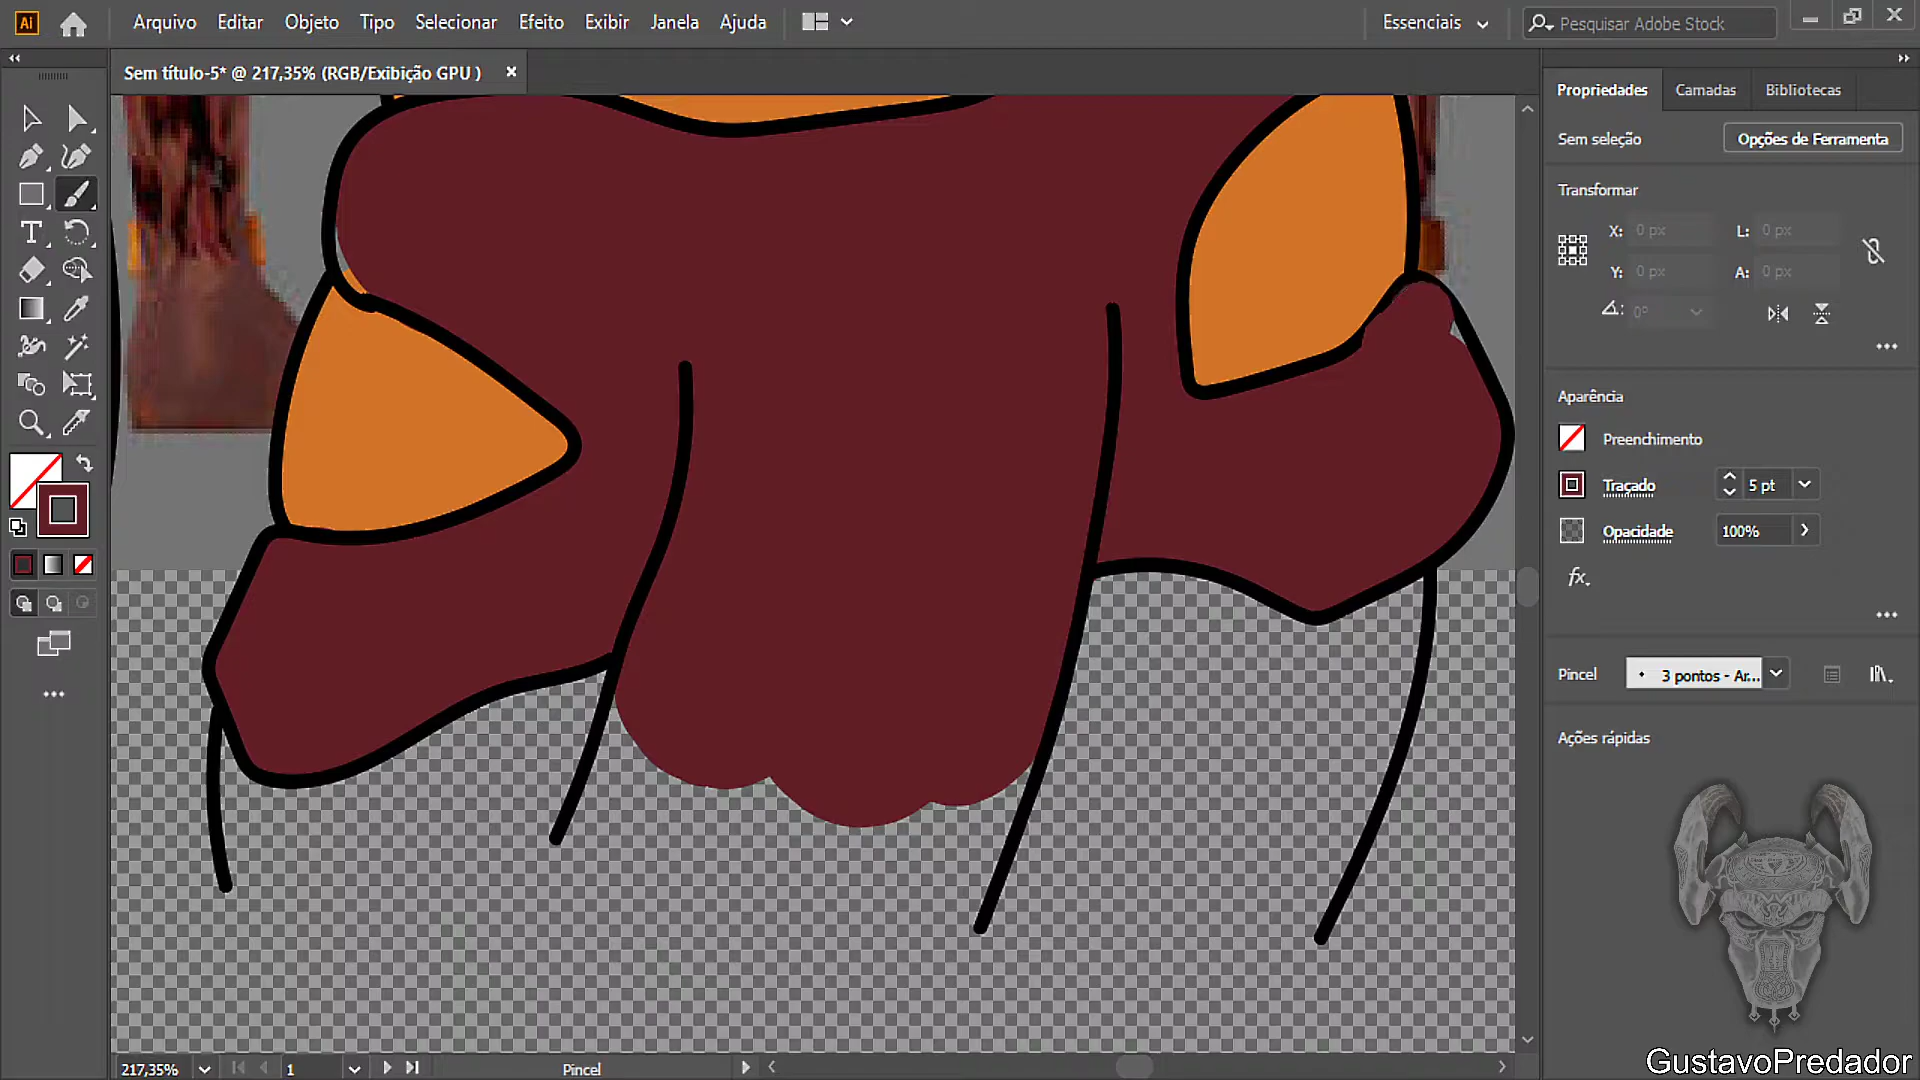 Ai Arquivo Editar Objeto Tipo Selecionar Efeito Exibir Janela Ajuda Essenciais Pesquisar Adobe Stock
Sem título-5* @ 217,35% (RGB/Exibição GPU )
Propriedades Camadas Bibliotecas
Sem seleção Opções de Ferramenta
Transformar
X: 0 px L: 0 px
Y: 0 px A: 0 px
0°
Aparência
Preenchimento
Traçado 5 pt
Opacidade 100%
fx.
Pincel 3 pontos - Ar...
Ações rápidas
217,35% 1 Pincel
GustavoPredador